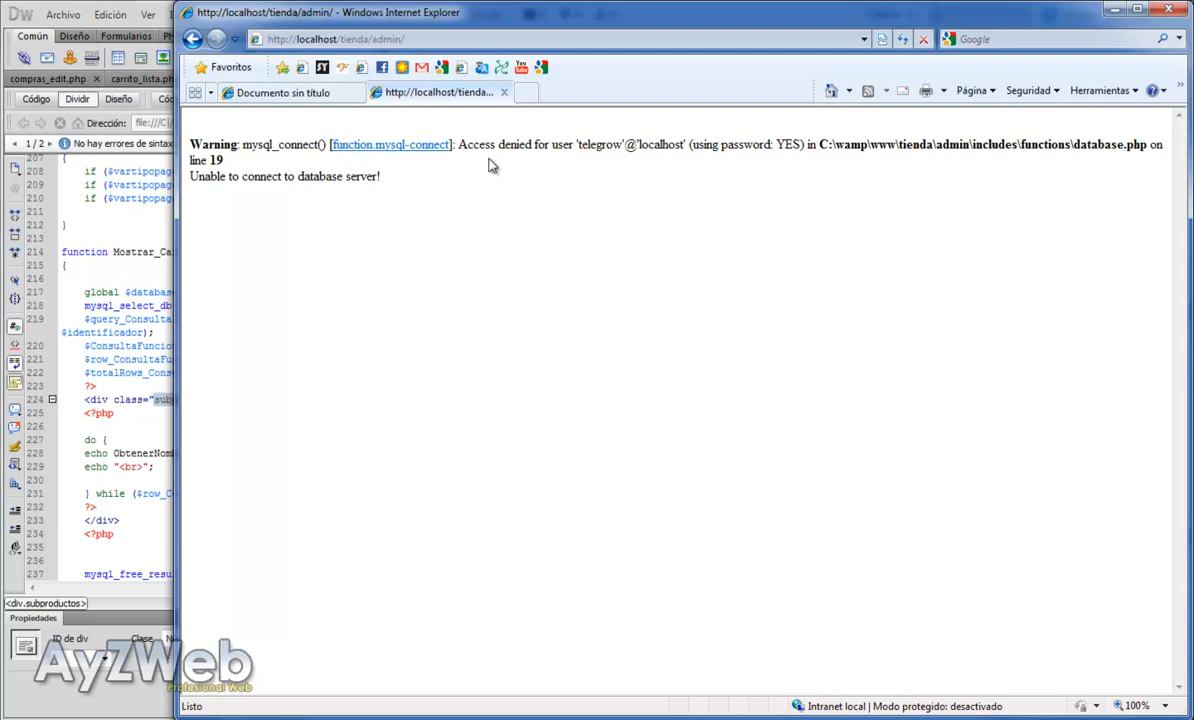 Dw Archivo Edición Ver
Común Diseño Formularios
compras_edit.php × carrito_lista.ph
Código Dividir Diseño
Dirección: file:///C|/
1 / 2 No hay errores de sintax
207 {
208 if ($vartipopag
209 if ($vartipopag
210 if ($vartipopag
211
212 }
213
214 function Mostrar_Ca
215 {
216
217 global $databas
218 mysql_select_db
219 $query_Consulta
$identificador);
220 $ConsultaFuncio
221 $row_ConsultaFu
222 $totalRows_Cons
223 ?>
224 <div class="sub
225 <?php
226
227 do {
228 echo ObtenerNom
229 echo "<br>";
230
231 } while ($row_C
232 ?>
233 </div>
234 <?php
235
236
237 mysql_free_resu
<div.subproductos>
Propiedades
ID de div Clase
AyZWeb
Profesional Web
http://localhost/tienda/admin/ - Windows Internet Explorer
http://localhost/tienda/admin/
Google
Favoritos
Documento sin título
http://localhost/tienda...
Página Seguridad Herramientas
Warning: mysql_connect() [function.mysql-connect]: Access denied for user 'telegrow'@'localhost' (using password: YES) in C:\wamp\www\tienda\admin\includes\functions\database.php on
line 19
Unable to connect to database server!
Listo
Intranet local | Modo protegido: desactivado
100%